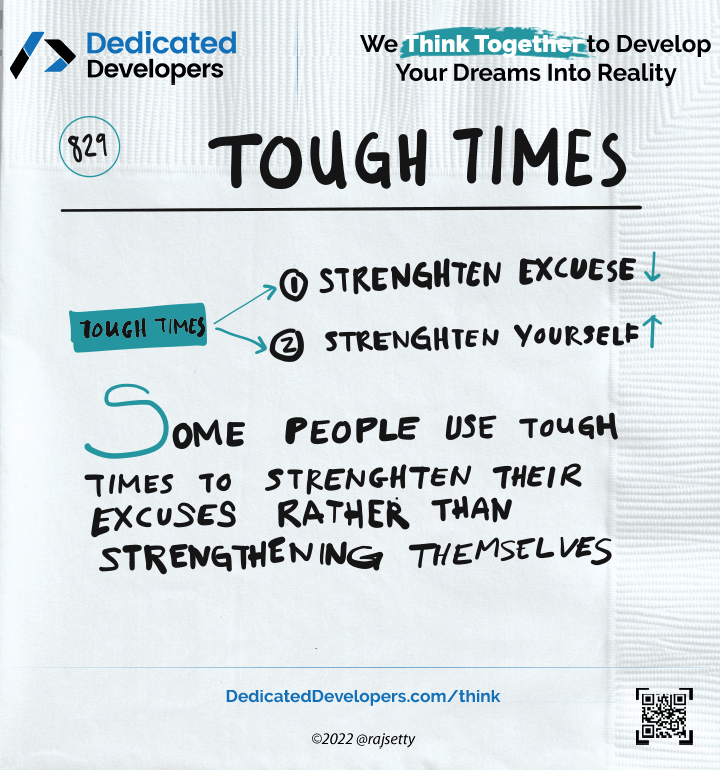 Dedicated
Developers
We Think Together to Develop
Your Dreams Into Reality
829
TOUGH TIMES
TOUGH TIMES
1 STRENGHTEN EXCUESE ↓
2 STRENGHTEN YOURSELF ↑
SOME PEOPLE USE TOUGH
TIMES TO STRENGHTEN THEIR
EXCUSES RATHER THAN
STRENGTHENING THEMSELVES
DedicatedDevelopers.com/think
©2022 @rajsetty